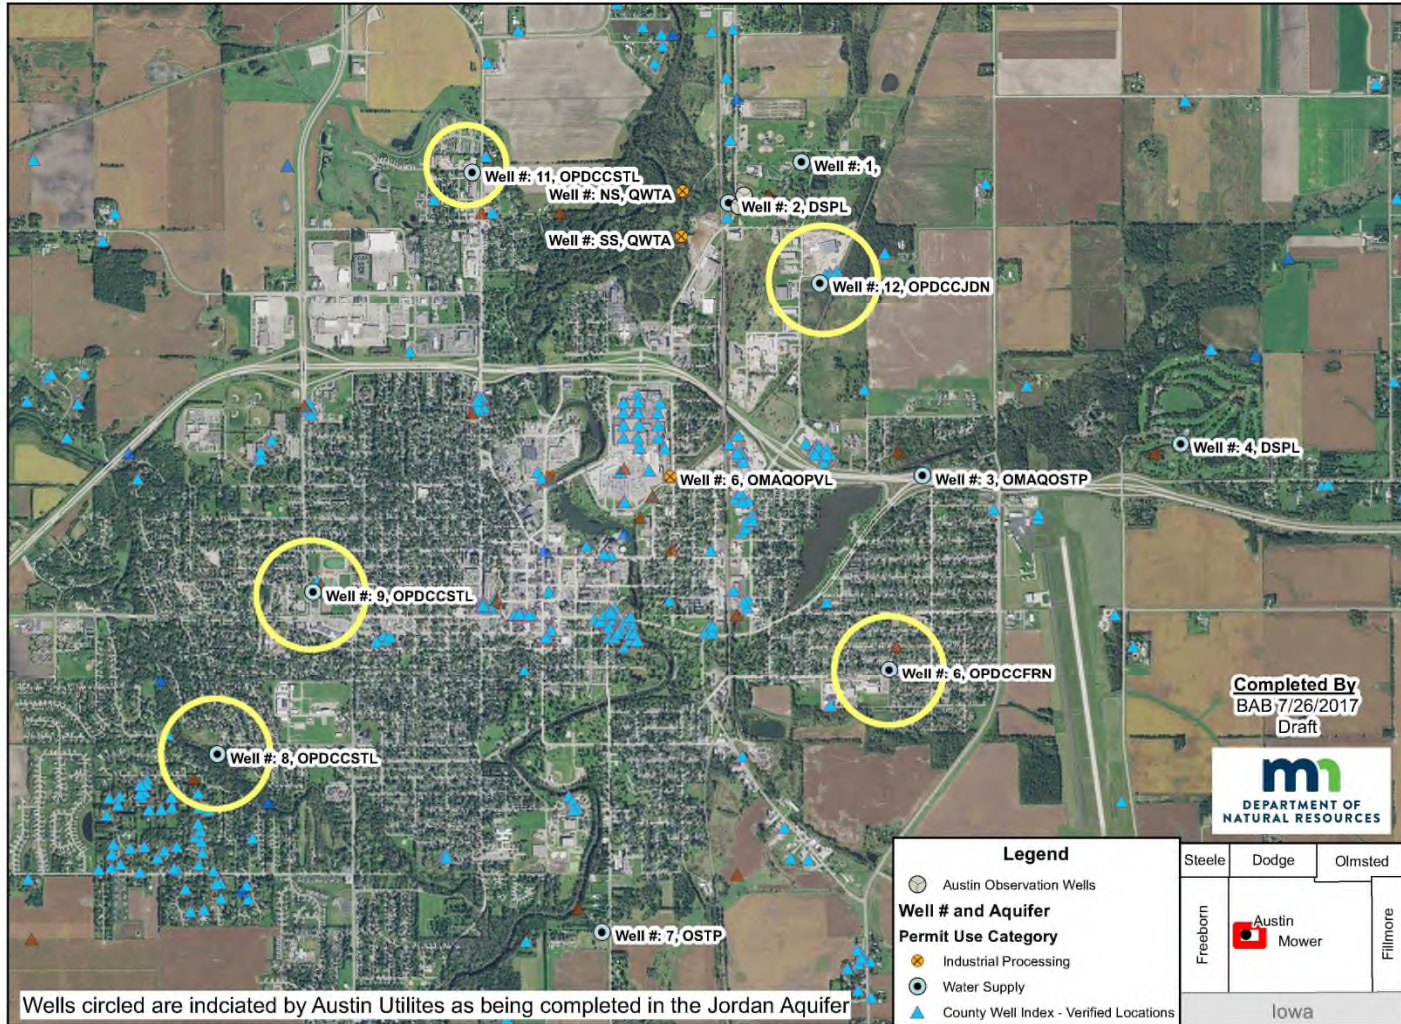 Well #: 11, OPDCCSTL
Well #: NS, QWTA
Well #: SS, QWTA
Well #: 1,
Well #: 2, DSPL
Well #: 12, OPDCCJDN
Well #: 4, DSPL
Well #: 6, OMAQOPVL
Well #: 3, OMAQOSTP
Well #: 9, OPDCCSTL
Well #: 6, OPDCCFRN
Well #: 8, OPDCCSTL
Well #: 7, OSTP
Completed By
BAB 7/26/2017
Draft
mn
DEPARTMENT OF
NATURAL RESOURCES
Legend
Austin Observation Wells
Well # and Aquifer
Permit Use Category
Industrial Processing
Water Supply
County Well Index - Verified Locations
Steele
Dodge
Olmsted
Freeborn
Austin
Mower
Fillmore
Iowa
Wells circled are indciated by Austin Utilites as being completed in the Jordan Aquifer